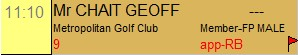 11:10 Mr CHAIT GEOFF ---
Metropolitan Golf Club Member-FP MALE
9 app-RB